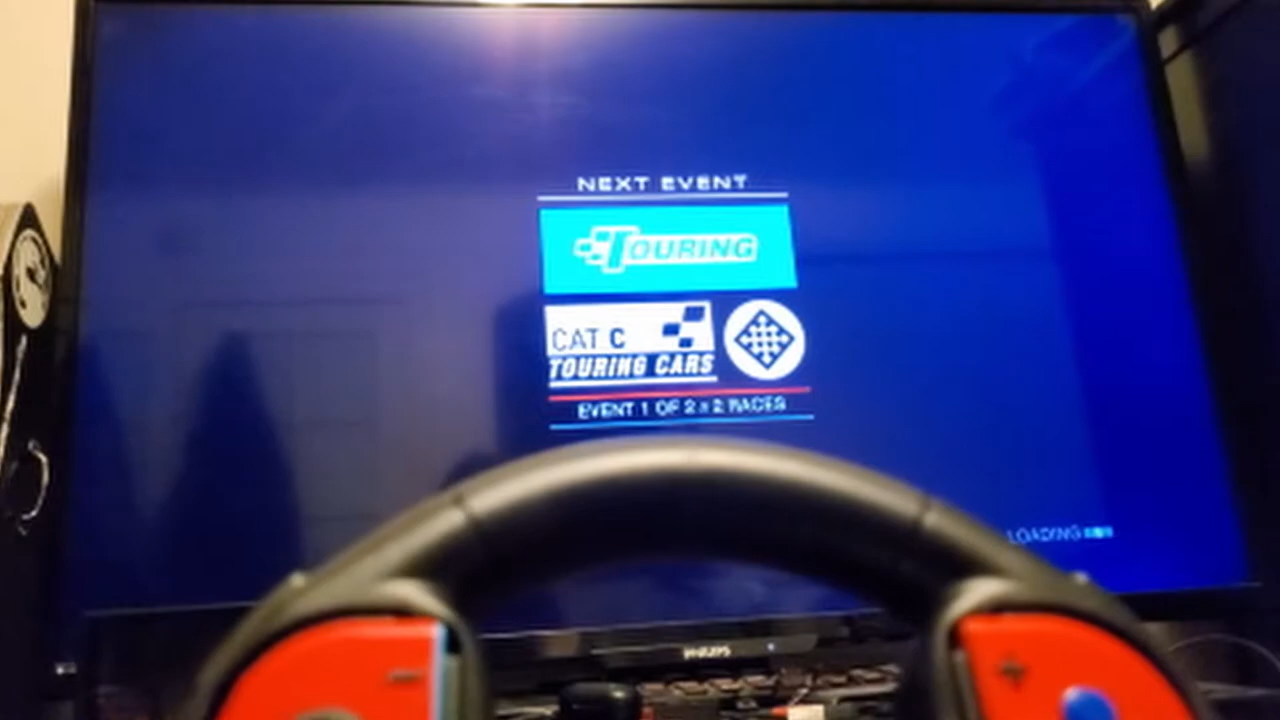 NEXT EVENT
TOURING
CAT C
TOURING CARS
EVENT 1 OF 2 x 2 RACES
LOADING
PHILIPS